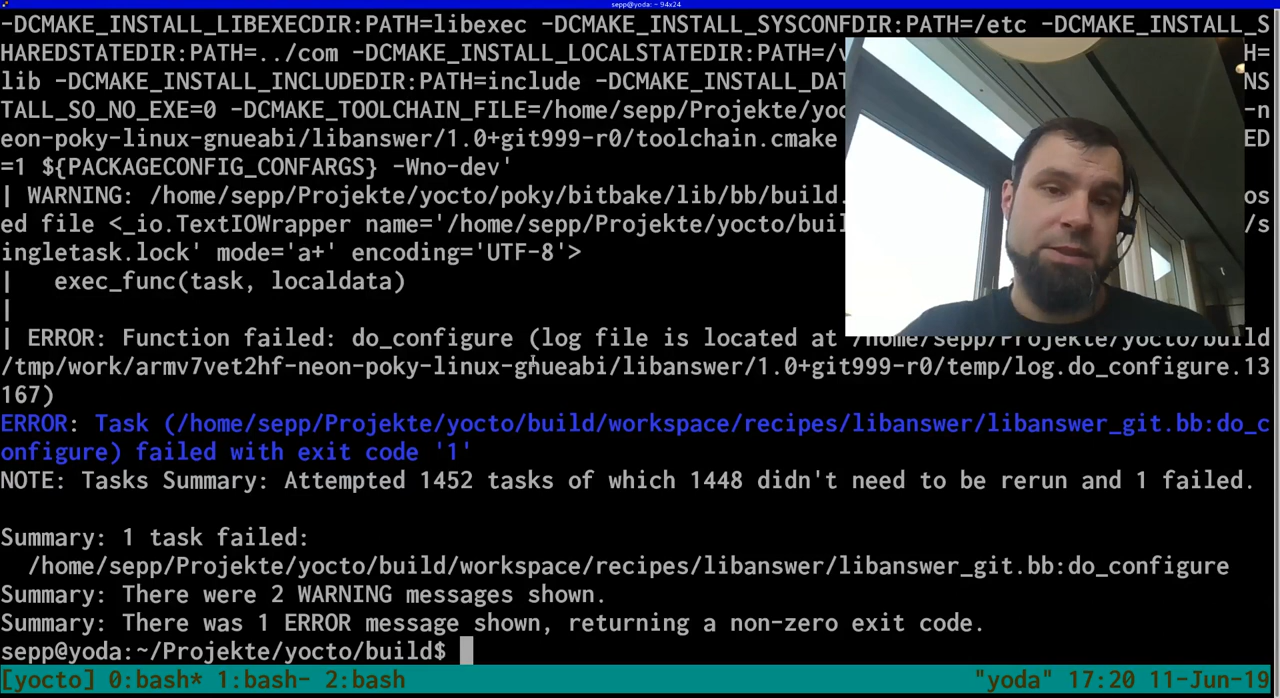 sepp@yoda: ~ 94x24
-DCMAKE_INSTALL_LIBEXECDIR:PATH=libexec -DCMAKE_INSTALL_SYSCONFDIR:PATH=/etc -DCMAKE_INSTALL_S
HAREDSTATEDIR:PATH=../com -DCMAKE_INSTALL_LOCALSTATEDIR:PATH=/v H=
lib -DCMAKE_INSTALL_INCLUDEDIR:PATH=include -DCMAKE_INSTALL_DAT NS
TALL_SO_NO_EXE=0 -DCMAKE_TOOLCHAIN_FILE=/home/sepp/Projekte/yoc -n
eon-poky-linux-gnueabi/libanswer/1.0+git999-r0/toolchain.cmake ED
=1 ${PACKAGECONFIG_CONFARGS} -Wno-dev'
| WARNING: /home/sepp/Projekte/yocto/poky/bitbake/lib/bb/build. os
ed file <_io.TextIOWrapper name='/home/sepp/Projekte/yocto/buil /s
ingletask.lock' mode='a+' encoding='UTF-8'>
|   exec_func(task, localdata)
|
| ERROR: Function failed: do_configure (log file is located at /home/sepp/Projekte/yocto/build
/tmp/work/armv7vet2hf-neon-poky-linux-gnueabi/libanswer/1.0+git999-r0/temp/log.do_configure.13
167)
ERROR: Task (/home/sepp/Projekte/yocto/build/workspace/recipes/libanswer/libanswer_git.bb:do_c
onfigure) failed with exit code '1'
NOTE: Tasks Summary: Attempted 1452 tasks of which 1448 didn't need to be rerun and 1 failed.
Summary: 1 task failed:
  /home/sepp/Projekte/yocto/build/workspace/recipes/libanswer/libanswer_git.bb:do_configure
Summary: There were 2 WARNING messages shown.
Summary: There was 1 ERROR message shown, returning a non-zero exit code.
sepp@yoda:~/Projekte/yocto/build$
[yocto] 0:bash* 1:bash- 2:bash "yoda" 17:20 11-Jun-19